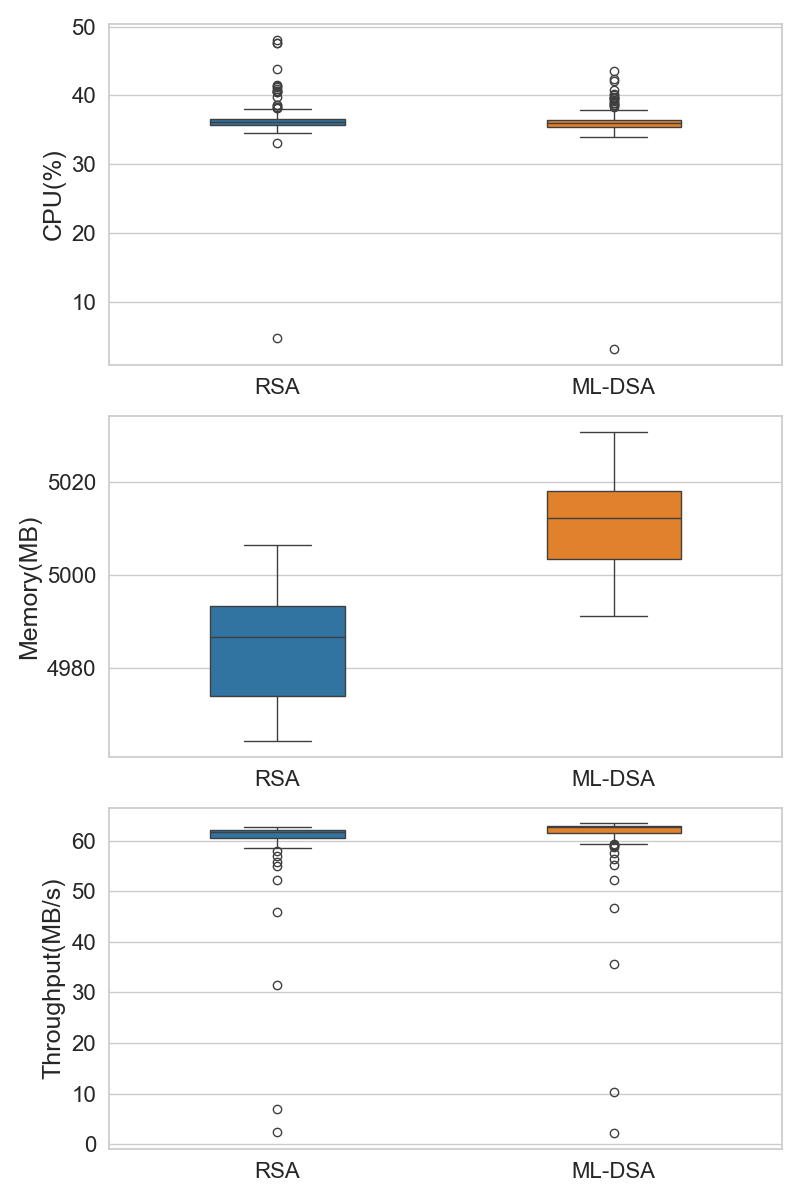 50
40
30
20
10
CPU(%)
RSA
ML-DSA
5020
5000
4980
Memory(MB)
RSA
ML-DSA
60
50
40
30
20
10
0
Throughput(MB/s)
RSA
ML-DSA